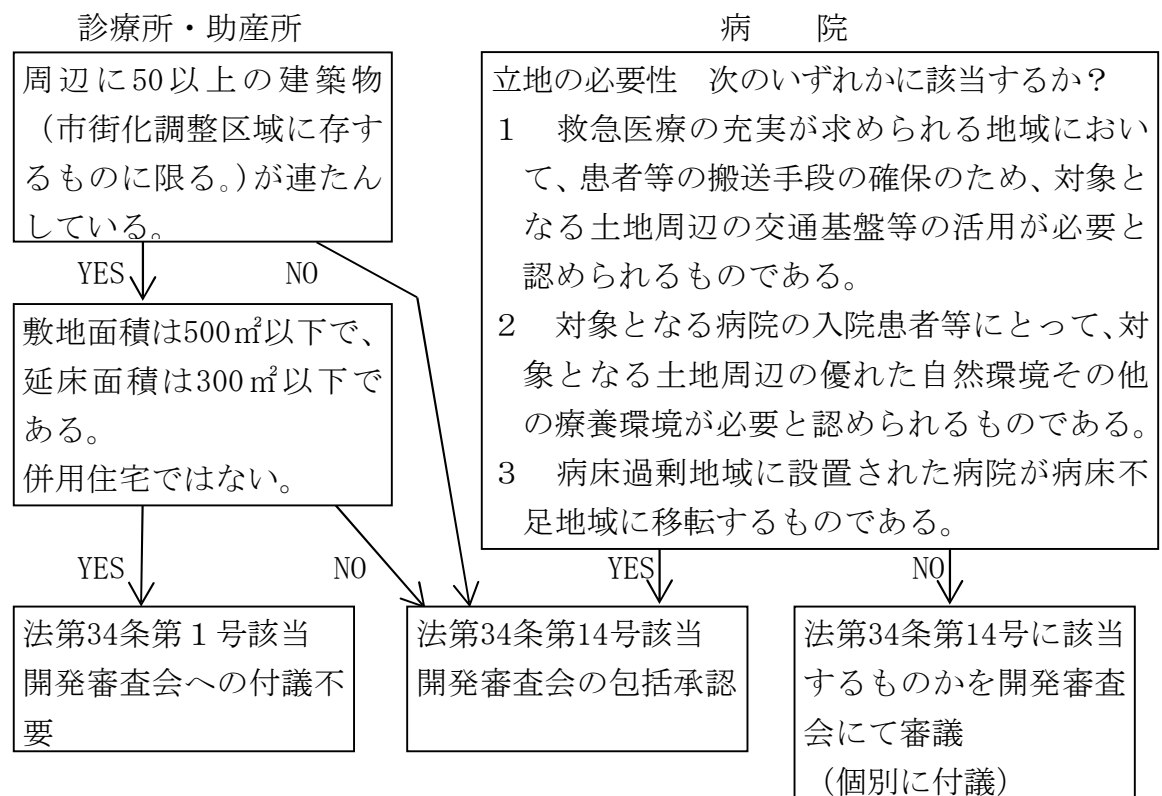 診療所・助産所
周辺に50以上の建築物
（市街化調整区域に存す
るものに限る。）が連たん
している。
YES
NO
敷地面積は500㎡以下で、
延床面積は300㎡以下で
ある。
併用住宅ではない。
YES
NO
病　　院
立地の必要性　次のいずれかに該当するか？
１　救急医療の充実が求められる地域におい
て、患者等の搬送手段の確保のため、対象と
なる土地周辺の交通基盤等の活用が必要と
認められるものである。
２　対象となる病院の入院患者等にとって、対
象となる土地周辺の優れた自然環境その他
の療養環境が必要と認められるものである。
３　病床過剰地域に設置された病院が病床不
足地域に移転するものである。
YES
NO
法第34条第１号該当
開発審査会への付議不
要
法第34条第14号該当
開発審査会の包括承認
法第34条第14号に該当
するものかを開発審査
会にて審議
（個別に付議）